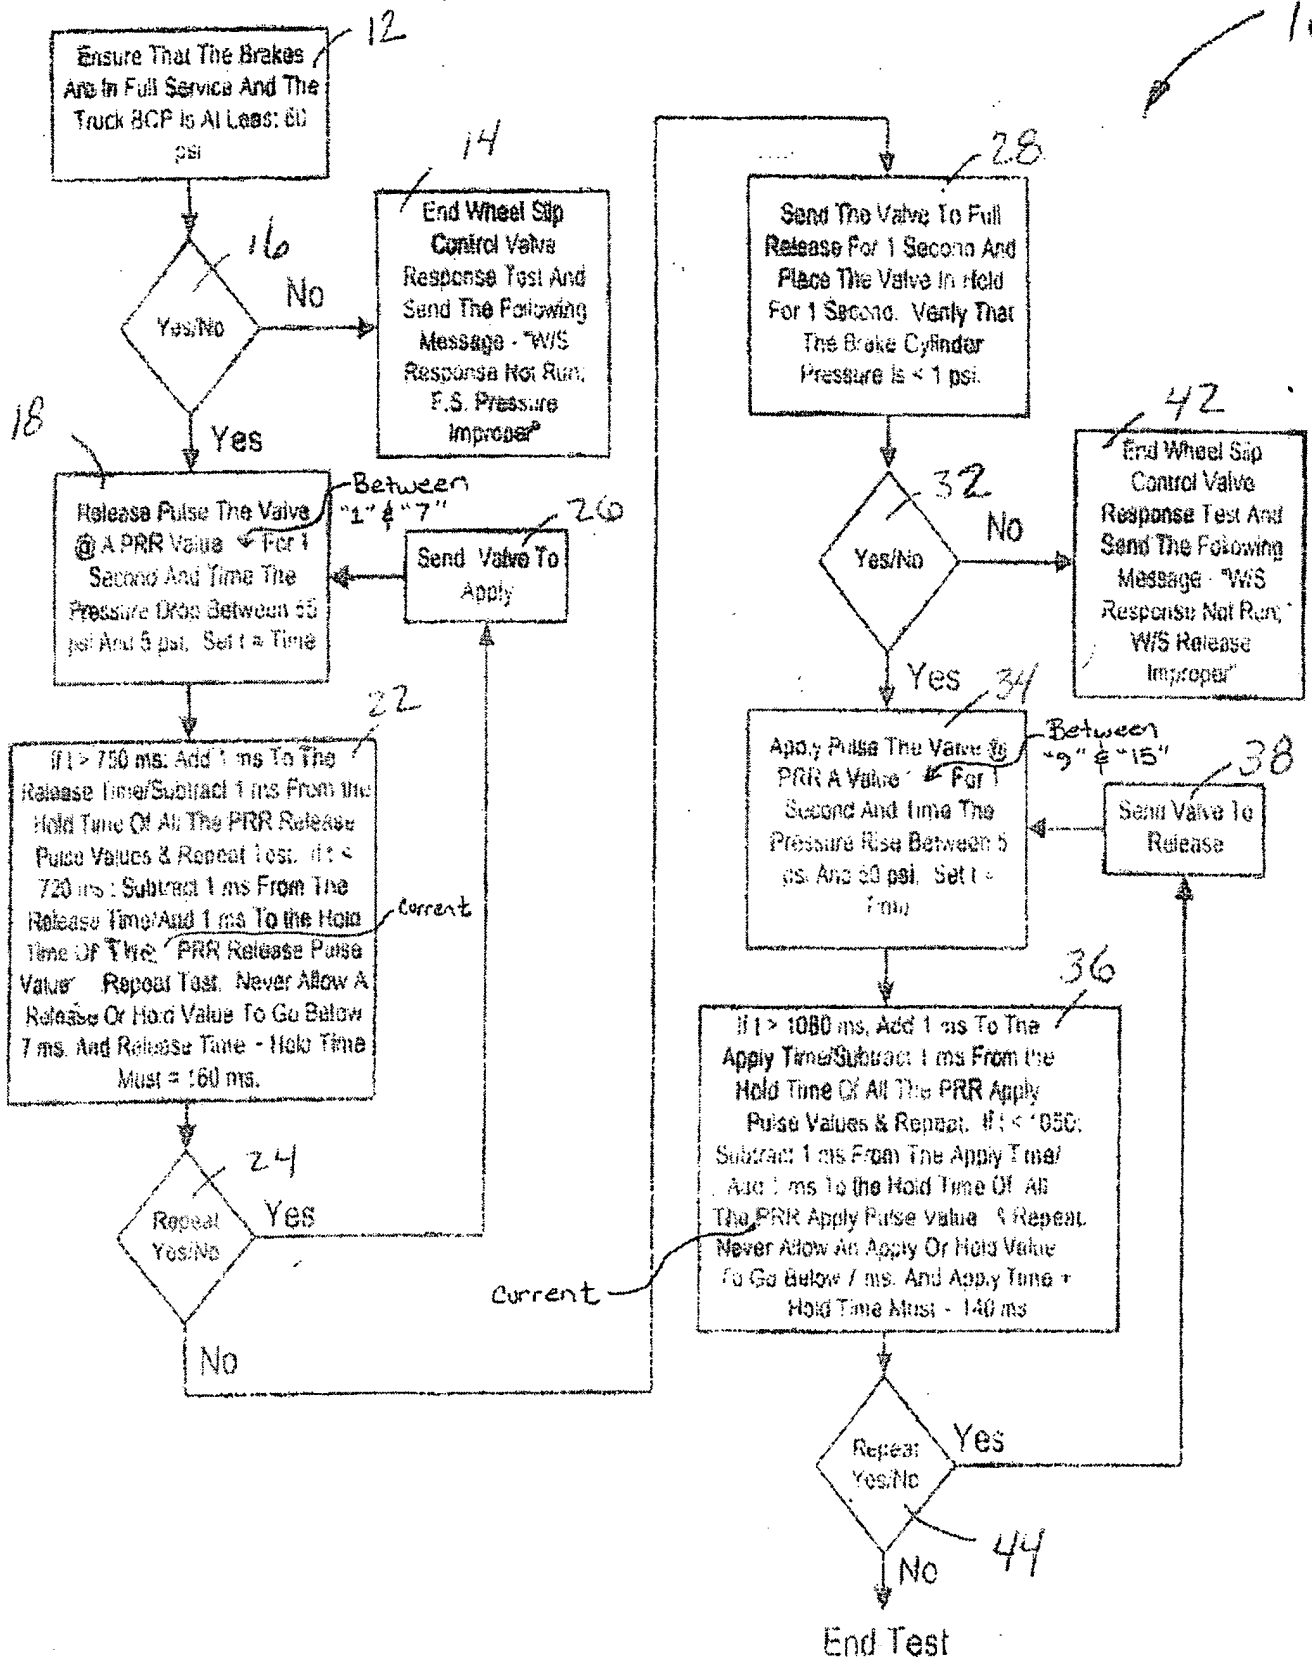 12
Ensure That The Brakes
Are In Full Service And The
Truck BCP Is At Least 60
psi
16
Yes/No
No
Yes
14
End Wheel Slip
Control Valve
Response Test And
Send The Following
Message - "W/S
Response Not Run;
F.S. Pressure
Improper"
18
Release Pulse The Valve
@ A PRR Value For 1
Second And Time The
Pressure Drop Between 55
psi And 5 psi. Set t = Time
Between
"1" & "7"
26
Send Valve To
Apply
22
If t > 750 ms: Add 1 ms To The
Release Time/Subtract 1 ms From the
Hold Time Of All The PRR Release
Pulse Values & Repeat Test. If t <
720 ms : Subtract 1 ms From The
Release Time/Add 1 ms To the Hold
Time Of The PRR Release Pulse
Value Repeat Test. Never Allow A
Release Or Hold Value To Go Below
7 ms. And Release Time - Hold Time
Must = 160 ms.
current
24
Repeat
Yes/No
Yes
No
28
Send The Valve To Full
Release For 1 Second And
Place The Valve In Hold
For 1 Second. Verify That
The Brake Cylinder
Pressure Is < 1 psi.
32
Yes/No
No
Yes
42
End Wheel Slip
Control Valve
Response Test And
Send The Following
Message - "W/S
Response Not Run;
W/S Release
Improper"
34
Apply Pulse The Valve @
PRR A Value For 1
Second And Time The
Pressure Rise Between 5
psi And 50 psi. Set t =
Time
Between
"9" & "15"
38
Send Valve To
Release
36
If t > 1080 ms, Add 1 ms To The
Apply Time/Subtract 1 ms From the
Hold Time Of All The PRR Apply
Pulse Values & Repeat. If t < 1050;
Subtract 1 ms From The Apply Time/
Add 1 ms To the Hold Time Of All
The PRR Apply Pulse Value & Repeat.
Never Allow An Apply Or Hold Value
To Go Below 7 ms. And Apply Time +
Hold Time Must - 140 ms
current
Repeat
Yes/No
Yes
44
No
End Test